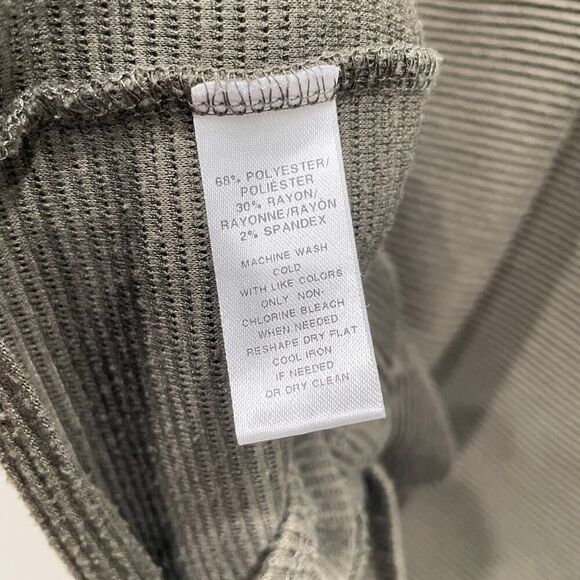 68% POLYESTER/
POLIÉSTER
30% RAYON/
RAYONNE/RAYÓN
2% SPANDEX
MACHINE WASH
COLD
WITH LIKE COLORS
ONLY NON-
CHLORINE BLEACH
WHEN NEEDED
RESHAPE DRY FLAT
COOL IRON
IF NEEDED
OR DRY CLEAN